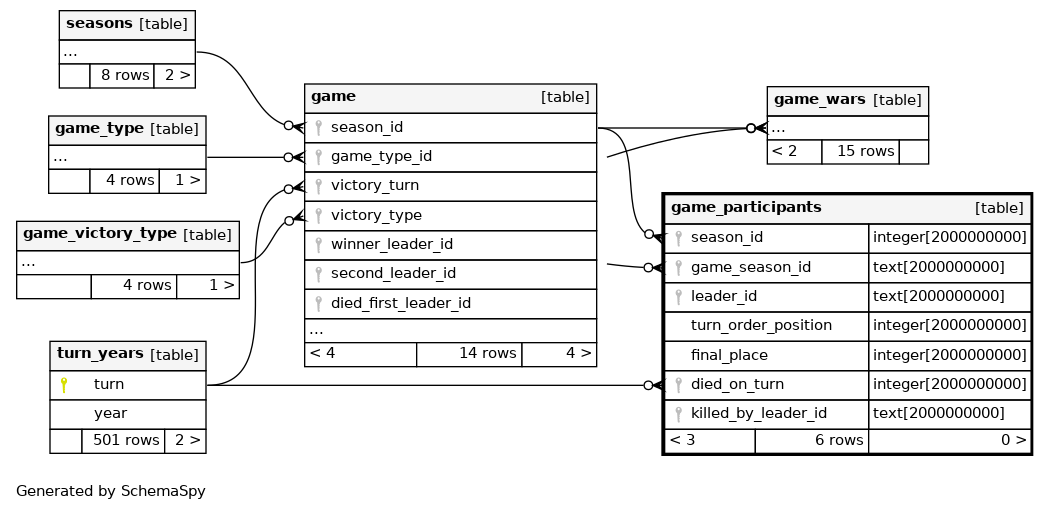 seasons [table]
...
8 rows 2 >
game_type [table]
...
4 rows 1 >
game_victory_type [table]
...
4 rows 1 >
turn_years [table]
turn
year
501 rows 2 >
game [table]
season_id
game_type_id
victory_turn
victory_type
winner_leader_id
second_leader_id
died_first_leader_id
...
< 4 14 rows 4 >
game_wars [table]
...
< 2 15 rows
game_participants [table]
season_id integer[2000000000]
game_season_id text[2000000000]
leader_id text[2000000000]
turn_order_position integer[2000000000]
final_place integer[2000000000]
died_on_turn integer[2000000000]
killed_by_leader_id text[2000000000]
< 3 6 rows 0 >
Generated by SchemaSpy